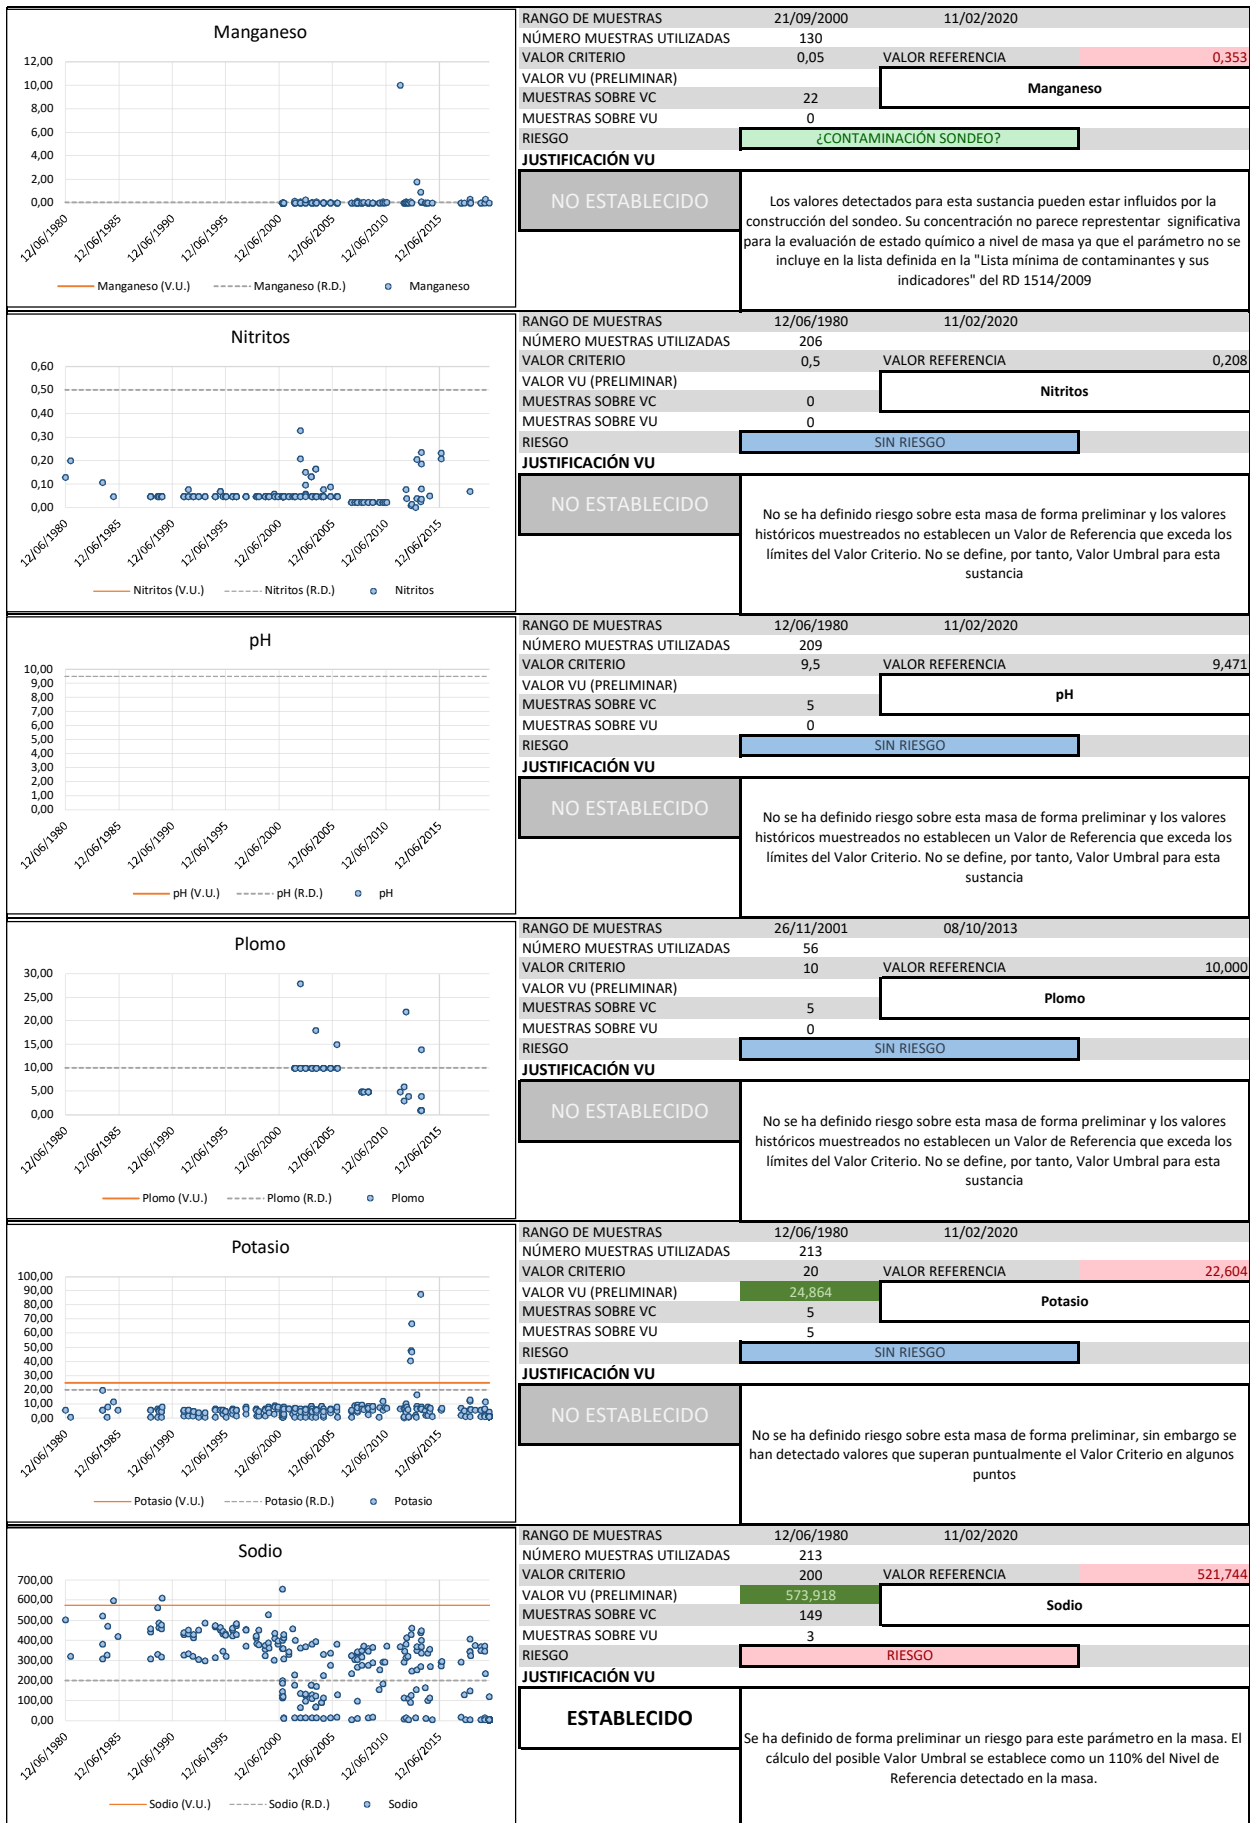 Manganeso
12,00
10,00
8,00
6,00
4,00
2,00
0,00
12/06/1980 12/06/1985 12/06/1990 12/06/1995 12/06/2000 12/06/2005 12/06/2010 12/06/2015
Manganeso (V.U.) Manganeso (R.D.) Manganeso
RANGO DE MUESTRAS 21/09/2000 11/02/2020
NÚMERO MUESTRAS UTILIZADAS 130
VALOR CRITERIO 0,05 VALOR REFERENCIA 0,353
VALOR VU (PRELIMINAR)
Manganeso
MUESTRAS SOBRE VC 22
MUESTRAS SOBRE VU 0
RIESGO ¿CONTAMINACIÓN SONDEO?
JUSTIFICACIÓN VU
NO ESTABLECIDO
Los valores detectados para esta sustancia pueden estar influidos por la
construcción del sondeo. Su concentración no parece represtentar significativa
para la evaluación de estado químico a nivel de masa ya que el parámetro no se
incluye en la lista definida en la "Lista mínima de contaminantes y sus
indicadores" del RD 1514/2009
Nitritos
0,60
0,50
0,40
0,30
0,20
0,10
0,00
12/06/1980 12/06/1985 12/06/1990 12/06/1995 12/06/2000 12/06/2005 12/06/2010 12/06/2015
Nitritos (V.U.) Nitritos (R.D.) Nitritos
RANGO DE MUESTRAS 12/06/1980 11/02/2020
NÚMERO MUESTRAS UTILIZADAS 206
VALOR CRITERIO 0,5 VALOR REFERENCIA 0,208
VALOR VU (PRELIMINAR)
Nitritos
MUESTRAS SOBRE VC 0
MUESTRAS SOBRE VU 0
RIESGO SIN RIESGO
JUSTIFICACIÓN VU
NO ESTABLECIDO
No se ha definido riesgo sobre esta masa de forma preliminar y los valores
históricos muestreados no establecen un Valor de Referencia que exceda los
límites del Valor Criterio. No se define, por tanto, Valor Umbral para esta
sustancia
pH
10,00
9,00
8,00
7,00
6,00
5,00
4,00
3,00
2,00
1,00
0,00
12/06/1980 12/06/1985 12/06/1990 12/06/1995 12/06/2000 12/06/2005 12/06/2010 12/06/2015
pH (V.U.) pH (R.D.) pH
RANGO DE MUESTRAS 12/06/1980 11/02/2020
NÚMERO MUESTRAS UTILIZADAS 209
VALOR CRITERIO 9,5 VALOR REFERENCIA 9,471
VALOR VU (PRELIMINAR)
pH
MUESTRAS SOBRE VC 5
MUESTRAS SOBRE VU 0
RIESGO SIN RIESGO
JUSTIFICACIÓN VU
NO ESTABLECIDO
No se ha definido riesgo sobre esta masa de forma preliminar y los valores
históricos muestreados no establecen un Valor de Referencia que exceda los
límites del Valor Criterio. No se define, por tanto, Valor Umbral para esta
sustancia
Plomo
30,00
25,00
20,00
15,00
10,00
5,00
0,00
12/06/1980 12/06/1985 12/06/1990 12/06/1995 12/06/2000 12/06/2005 12/06/2010 12/06/2015
Plomo (V.U.) Plomo (R.D.) Plomo
RANGO DE MUESTRAS 26/11/2001 08/10/2013
NÚMERO MUESTRAS UTILIZADAS 56
VALOR CRITERIO 10 VALOR REFERENCIA 10,000
VALOR VU (PRELIMINAR)
Plomo
MUESTRAS SOBRE VC 5
MUESTRAS SOBRE VU 0
RIESGO SIN RIESGO
JUSTIFICACIÓN VU
NO ESTABLECIDO
No se ha definido riesgo sobre esta masa de forma preliminar y los valores
históricos muestreados no establecen un Valor de Referencia que exceda los
límites del Valor Criterio. No se define, por tanto, Valor Umbral para esta
sustancia
Potasio
100,00
90,00
80,00
70,00
60,00
50,00
40,00
30,00
20,00
10,00
0,00
12/06/1980 12/06/1985 12/06/1990 12/06/1995 12/06/2000 12/06/2005 12/06/2010 12/06/2015
Potasio (V.U.) Potasio (R.D.) Potasio
RANGO DE MUESTRAS 12/06/1980 11/02/2020
NÚMERO MUESTRAS UTILIZADAS 213
VALOR CRITERIO 20 VALOR REFERENCIA 22,604
VALOR VU (PRELIMINAR) 24,864
Potasio
MUESTRAS SOBRE VC 5
MUESTRAS SOBRE VU 5
RIESGO SIN RIESGO
JUSTIFICACIÓN VU
NO ESTABLECIDO
No se ha definido riesgo sobre esta masa de forma preliminar, sin embargo se
han detectado valores que superan puntualmente el Valor Criterio en algunos
puntos
Sodio
700,00
600,00
500,00
400,00
300,00
200,00
100,00
0,00
12/06/1980 12/06/1985 12/06/1990 12/06/1995 12/06/2000 12/06/2005 12/06/2010 12/06/2015
Sodio (V.U.) Sodio (R.D.) Sodio
RANGO DE MUESTRAS 12/06/1980 11/02/2020
NÚMERO MUESTRAS UTILIZADAS 213
VALOR CRITERIO 200 VALOR REFERENCIA 521,744
VALOR VU (PRELIMINAR) 573,918
Sodio
MUESTRAS SOBRE VC 149
MUESTRAS SOBRE VU 3
RIESGO RIESGO
JUSTIFICACIÓN VU
ESTABLECIDO
Se ha definido de forma preliminar un riesgo para este parámetro en la masa. El
cálculo del posible Valor Umbral se establece como un 110% del Nivel de
Referencia detectado en la masa.